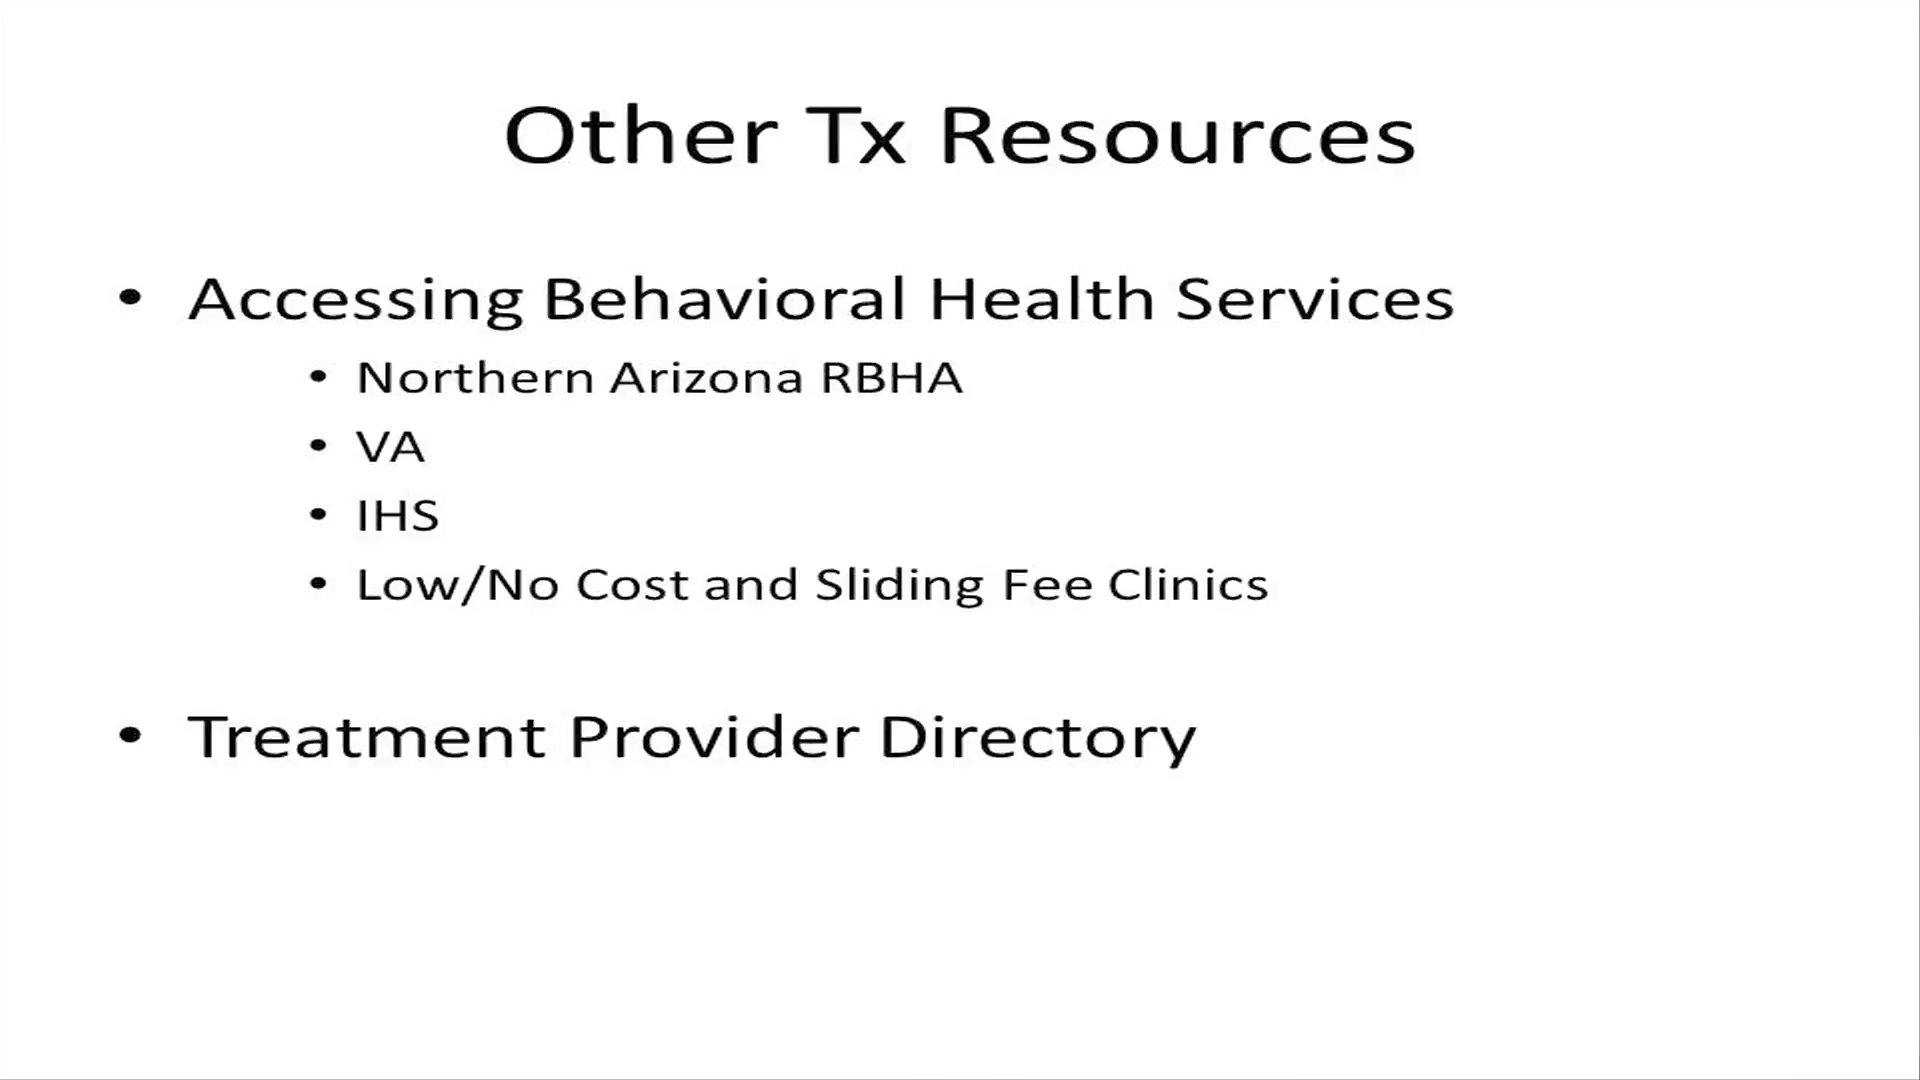 Other Tx Resources
• Accessing Behavioral Health Services
• Northern Arizona RBHA
• VA
• IHS
• Low/No Cost and Sliding Fee Clinics
• Treatment Provider Directory